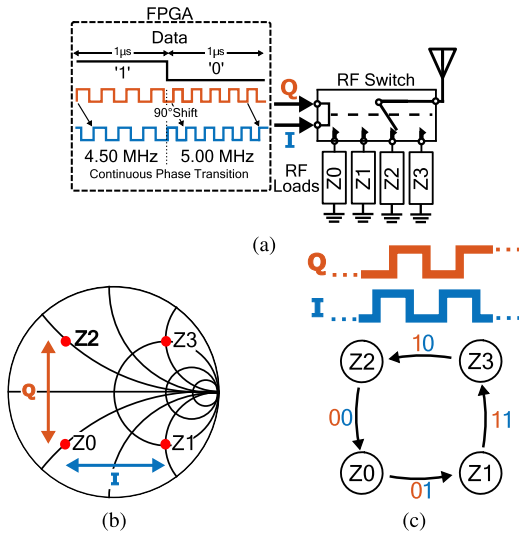 FPGA
Data
1μs 1μs
'1' '0'
90°Shift
4.50 MHz 5.00 MHz
Continuous Phase Transition
Q
I
RF Switch
RF
Loads
Z0 Z1 Z2 Z3
(a)
Z2 Z3
Q
Z0 Z1
I
(b)
Q
I
10
Z2 Z3
00 11
Z0 Z1
01
(c)